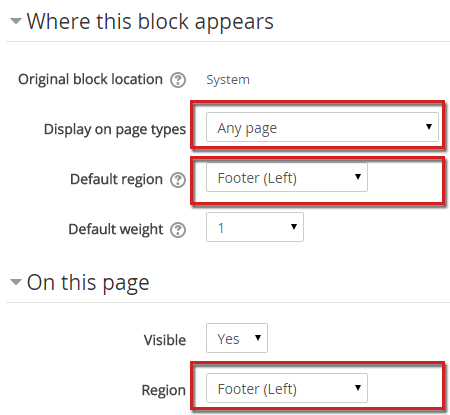 Where this block appears
Original block location ? System
Display on page types Any page
Default region ? Footer (Left)
Default weight ? 1
On this page
Visible Yes
Region Footer (Left)